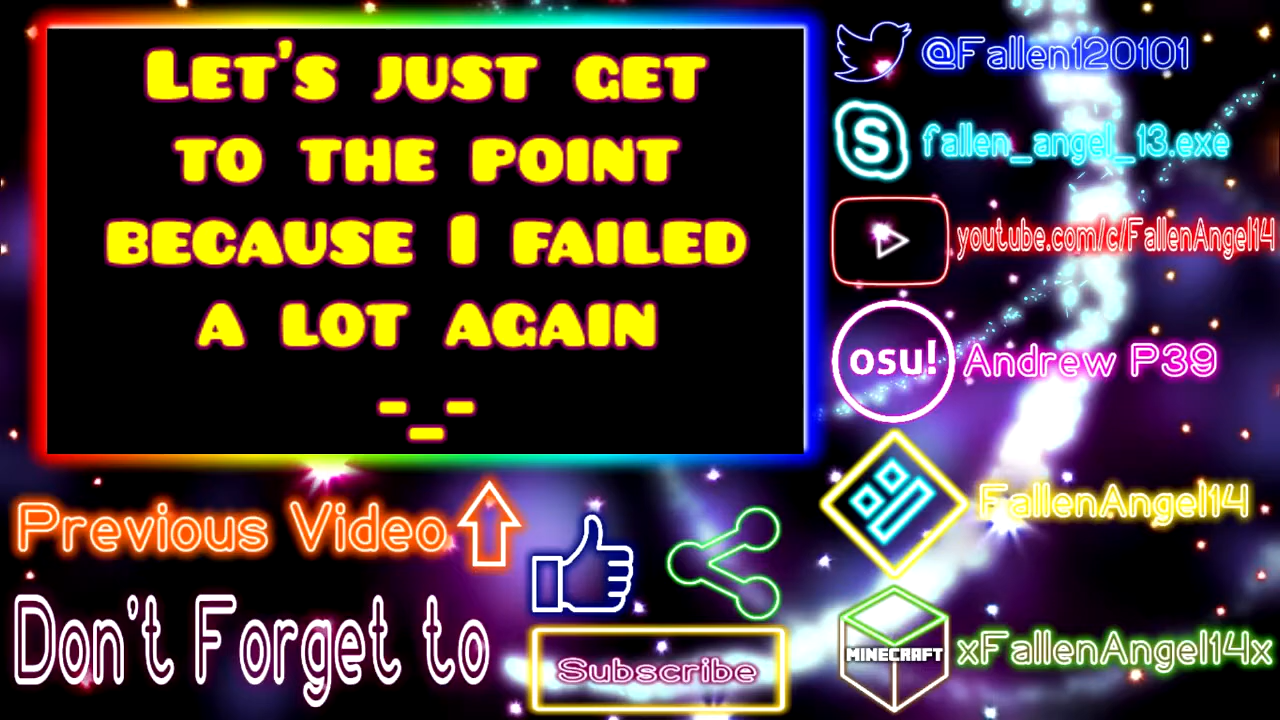 Let's just get
to the point
because I failed
a lot again
-_-
Previous Video
Don't Forget to
Subscribe
@Fallen120101
S
fallen_angel_13.exe
youtube.com/c/FallenAngel14
osu!
Andrew P39
FallenAngel14
MINECRAFT
xFallenAngel14x